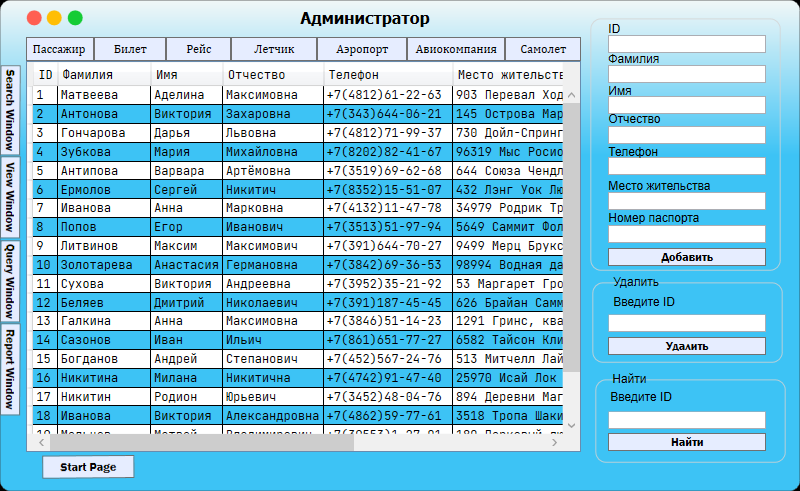 Администратор
Пассажир Билет Рейс Летчик Аэропорт Авиокомпания Самолет
ID Фамилия Имя Отчество Телефон Место жительств
1 Матвеева Аделина Максимовна +7(4812)61-22-63 903 Перевал Ход
2 Антонова Виктория Захаровна +7(343)644-06-21 145 Острова Мар
3 Гончарова Дарья Львовна +7(4812)71-99-37 730 Дойл-Спринг
4 Зубкова Мария Михайловна +7(8202)82-41-67 96319 Мыс Росио
5 Антипова Варвара Артёмовна +7(3519)69-62-68 644 Союза Чендл
6 Ермолов Сергей Никитич +7(8352)15-51-07 432 Лэнг Уок Лю
7 Иванова Анна Марковна +7(4132)11-47-78 34979 Родрик Тр
8 Попов Егор Иванович +7(3513)51-97-94 5649 Саммит Фол
9 Литвинов Максим Максимович +7(391)644-70-27 9499 Мерц Бруко
10 Золотарева Анастасия Германовна +7(3842)69-36-53 98994 Водная да
11 Сухова Виктория Андреевна +7(3952)35-21-92 53 Маргарет Гро
12 Беляев Дмитрий Николаевич +7(391)187-45-45 626 Брайан Самм
13 Галкина Анна Максимовна +7(3846)51-14-23 1291 Гринс, ква
14 Сазонов Иван Ильич +7(861)651-77-27 6582 Тайсон Кли
15 Богданов Андрей Степанович +7(452)567-24-76 513 Митчелл Лай
16 Никитина Милана Никитична +7(4742)91-47-40 25970 Исай Лок
17 Никитин Родион Юрьевич +7(3452)48-04-76 894 Деревни Маг
18 Иванова Виктория Александровна +7(4862)59-77-61 3518 Тропа Шаки
Search Window
View Window
Query Window
Report Window
Start Page
ID
Фамилия
Имя
Отчество
Телефон
Место жительства
Номер паспорта
Добавить
Удалить
Введите ID
Удалить
Найти
Введите ID
Найти